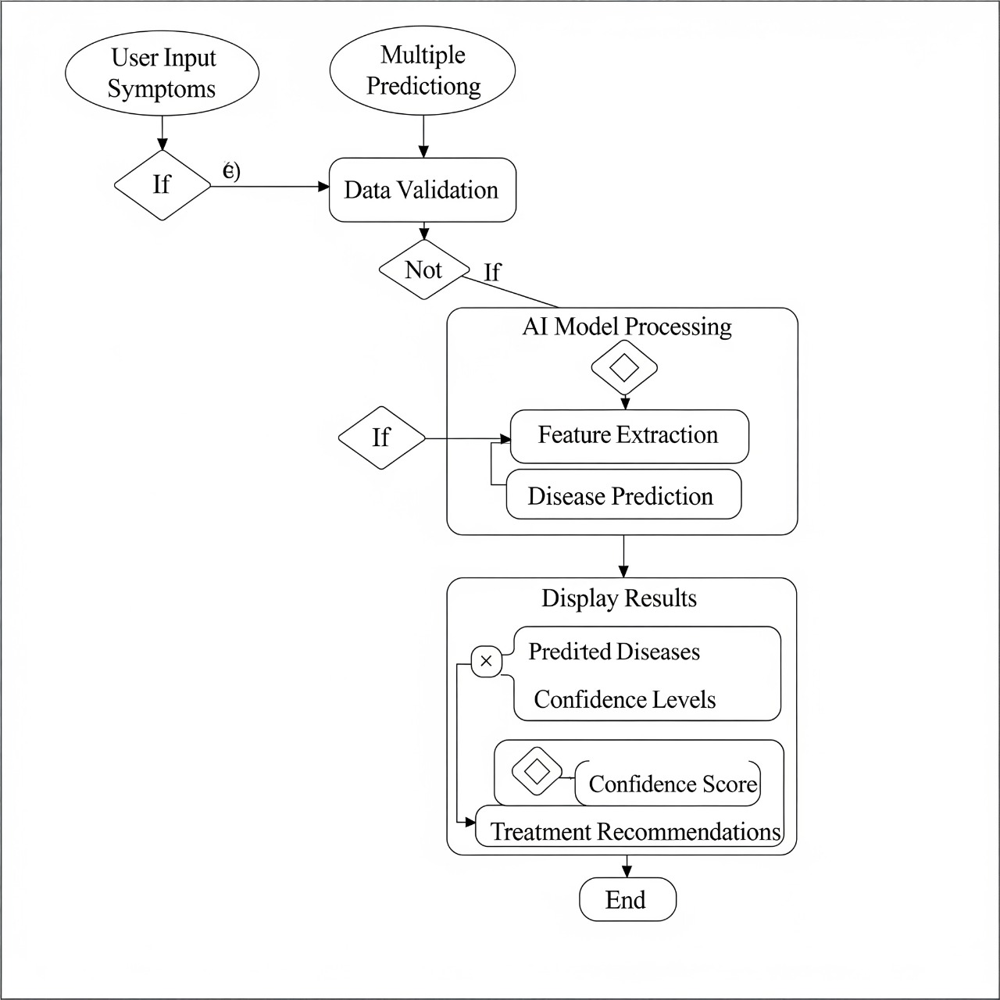 User Input
Symptoms
Multiple
Predictiong
If
Data Validation
Not
If
AI Model Processing
If
Feature Extraction
Disease Prediction
Display Results
Predited Diseases
Confidence Levels
Confidence Score
Treatment Recommendations
End